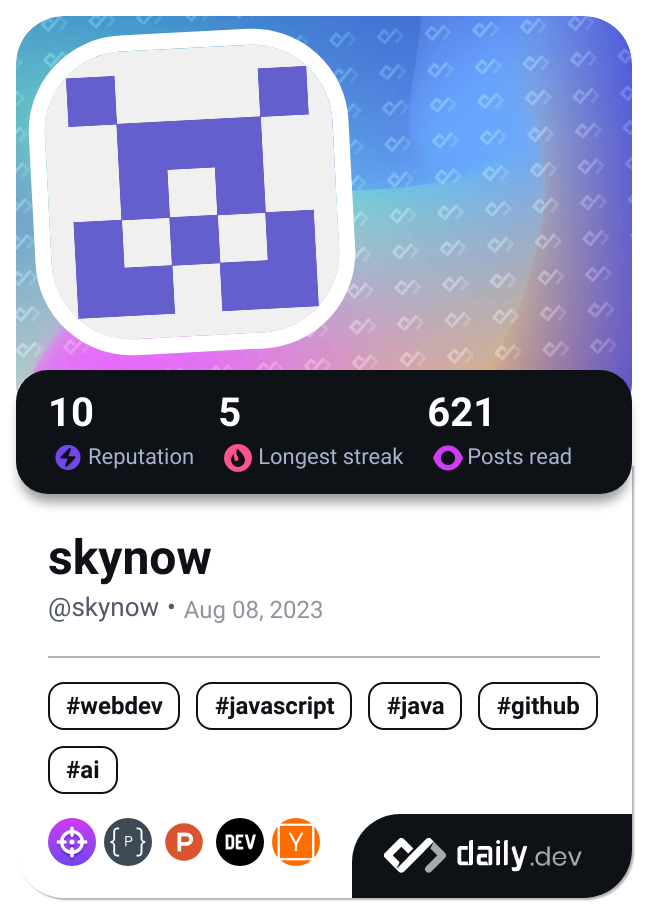 10 5 621
Reputation Longest streak Posts read
skynow
@skynow • Aug 08, 2023
#webdev #javascript #java #github
#ai
{P} P DEV Y
daily.dev